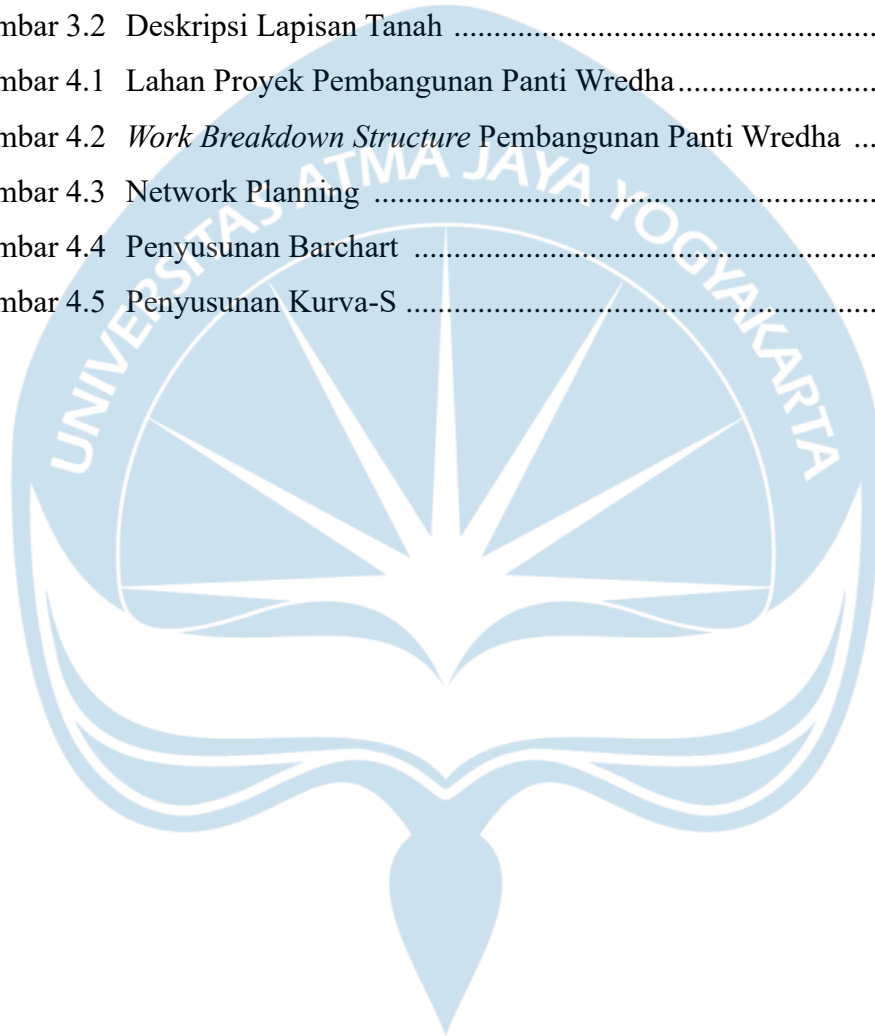 mbar 3.2 Deskripsi Lapisan Tanah ......................................................
mbar 4.1 Lahan Proyek Pembangunan Panti Wredha.........................
mbar 4.2 Work Breakdown Structure Pembangunan Panti Wredha ...
mbar 4.3 Network Planning ................................................................
mbar 4.4 Penyusunan Barchart ...........................................................
mbar 4.5 Penyusunan Kurva-S ............................................................
UNIVERSITAS ATMA JAYA YOGYAKARTA